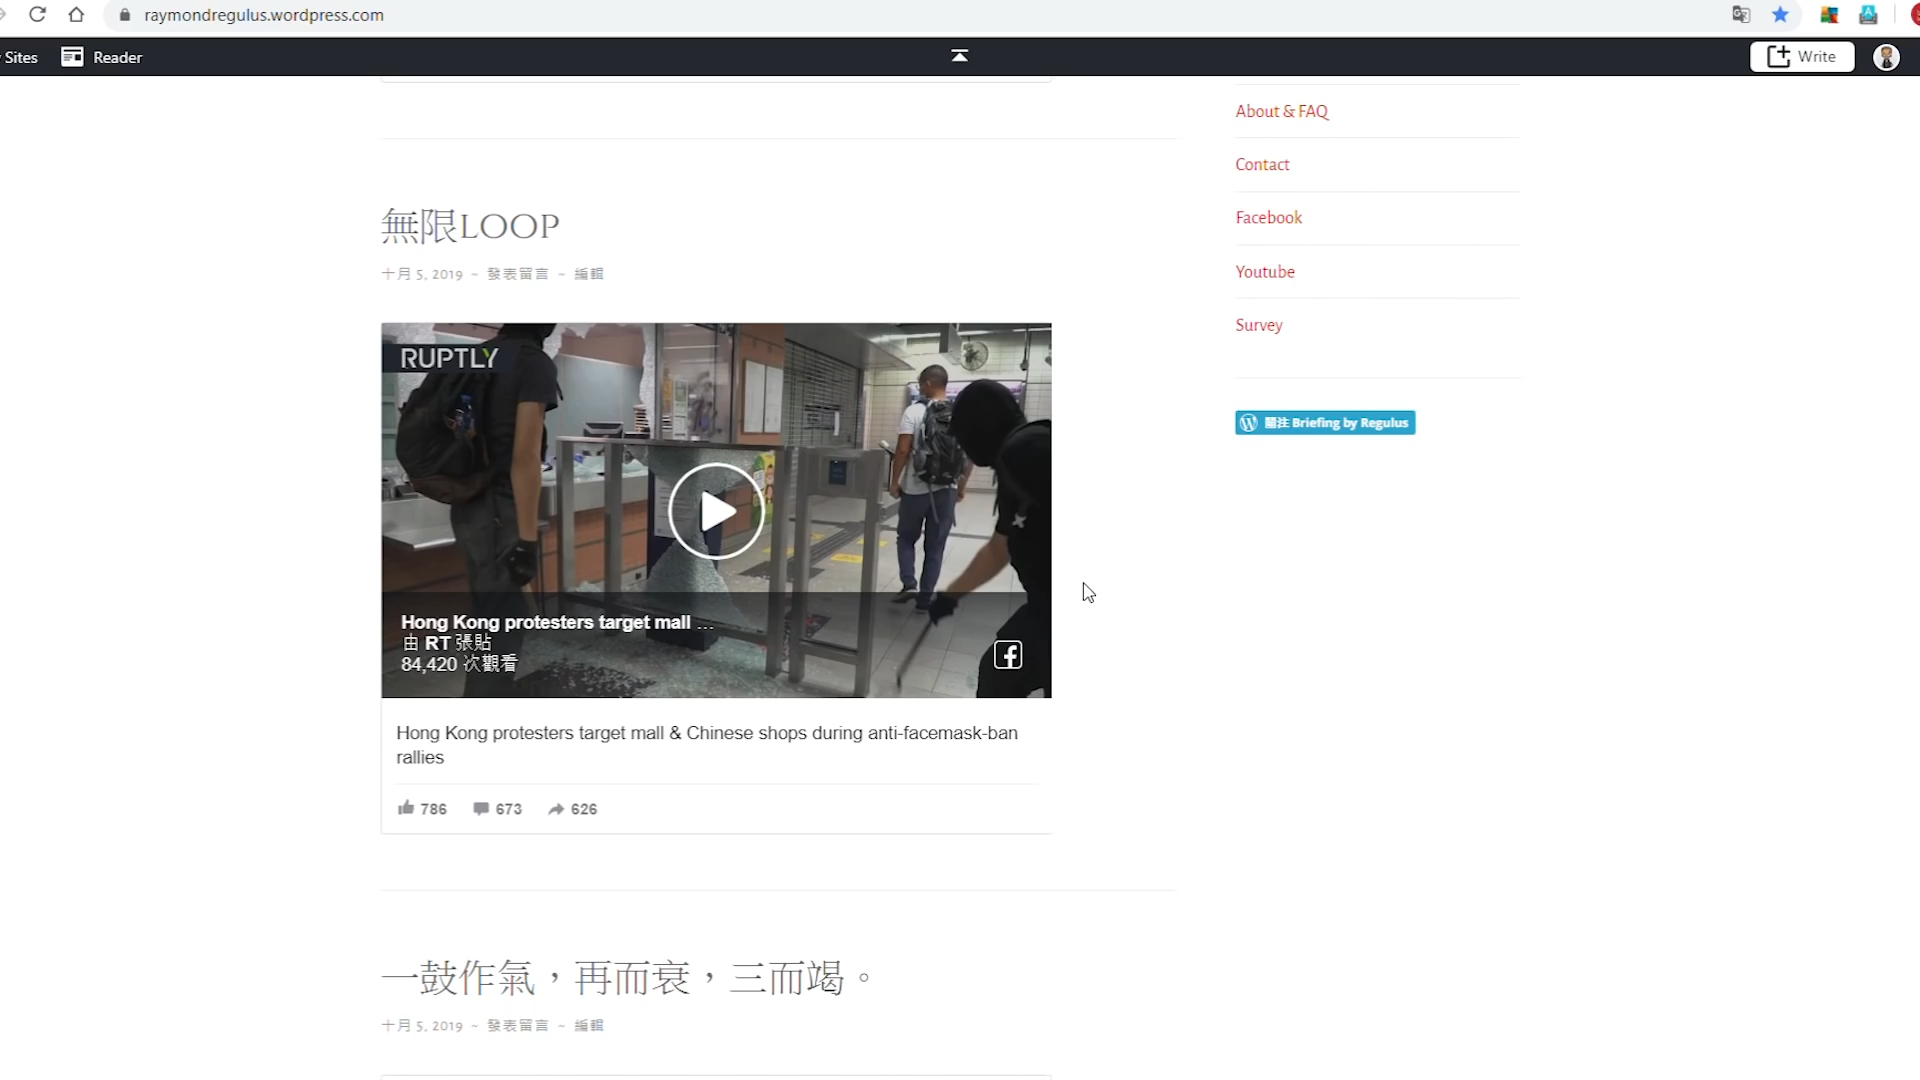 raymondregulus.wordpress.com
Sites
Reader
Write
About & FAQ
Contact
Facebook
Youtube
Survey
關注 Briefing by Regulus
無限LOOP
十月 5, 2019 ~ 發表留言 ~ 編輯
RUPTLY
Hong Kong protesters target mall ...
由 RT 張貼
84,420 次觀看
Hong Kong protesters target mall & Chinese shops during anti-facemask-ban
rallies
786
673
626
一鼓作氣，再而衰，三而竭。
十月 5, 2019 ~ 發表留言 ~ 編輯